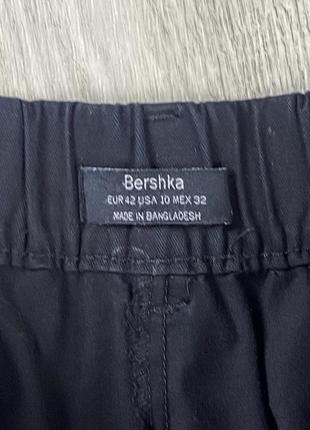 Bershka
EUR 42 USA 10 MEX 32
MADE IN BANGLADESH